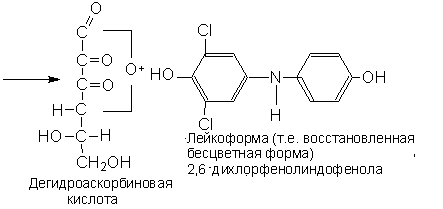 O
C
Cl
C=O
O⁺
HO
OH
C=O
N
H–C
H
HO–C–H
Cl
CH₂OH
Лейкоформа (т.е. восстановленная
бесцветная форма)
2,6-дихлорфенолиндофенола
Дегидроаскорбиновая
кислота